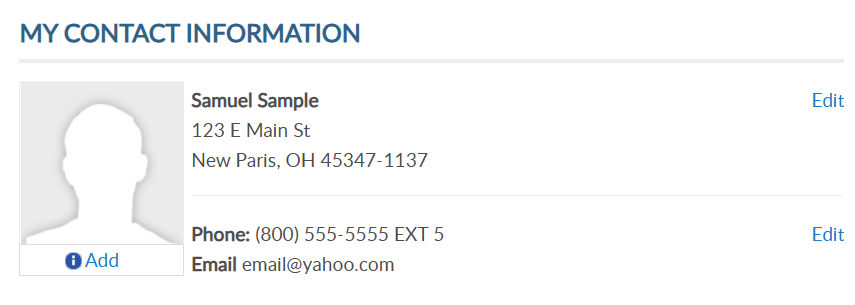 MY CONTACT INFORMATION
Samuel Sample
Edit
123 E Main St
New Paris, OH 45347-1137
Phone: (800) 555-5555 EXT 5
Edit
Email email@yahoo.com
Add